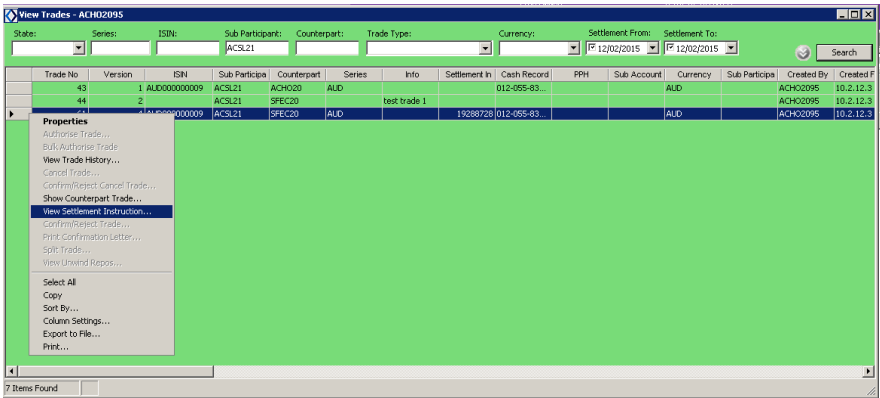 View Trades - ACHO2095
State: Series: ISIN: Sub Participant: Counterpart: Trade Type: Currency: Settlement From: Settlement To:
ACSL21 12/02/2015 12/02/2015 Search
Trade No Version ISIN Sub Participa Counterpart Series Info Settlement In Cash Record PPH Sub Account Currency Sub Participa Created By Created F
43 1 AUD000000009 ACSL21 ACHO20 AUD 012-055-83... AUD ACHO2095 10.2.12.3
44 2 ACSL21 SFEC20 test trade 1 ACHO2095 10.2.12.3
61 4 AUD000000009 ACSL21 SFEC20 AUD 19288728 012-055-83... AUD ACHO2095 10.2.12.3
Properties
Authorise Trade...
Bulk Authorise Trade
View Trade History...
Cancel Trade...
Confirm/Reject Cancel Trade...
Show Counterpart Trade...
View Settlement Instruction...
Confirm/Reject Trade...
Print Confirmation Letter...
Split Trade...
View Unwind Repos...
Select All
Copy
Sort By...
Column Settings...
Export to File...
Print...
7 Items Found